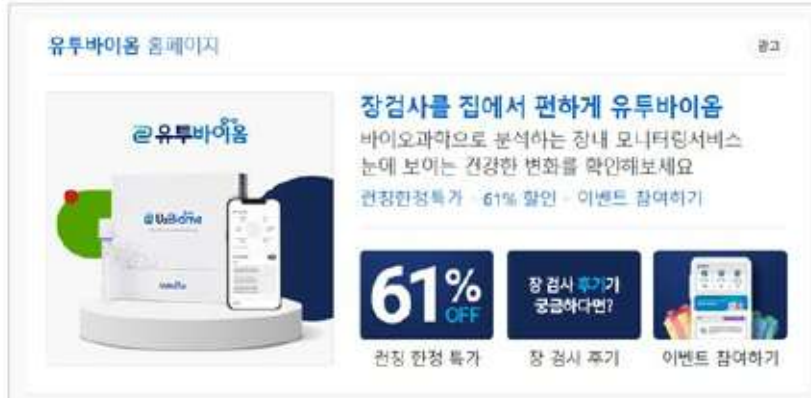 유투바이옴 홈페이지
광고
유투바이옴
U2Biome
장검사를 집에서 편하게 유투바이옴
바이오과학으로 분석하는 장내 모니터링서비스
눈에 보이는 건강한 변화를 확인해보세요
런칭한정특가 · 61% 할인 · 이벤트 참여하기
61%
OFF
장 검사 후기가
궁금하다면?
런칭 한정 특가
장 검사 후기
이벤트 참여하기